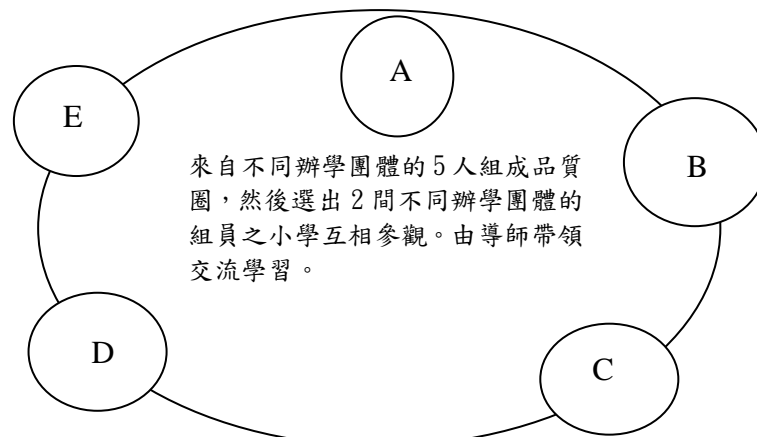 A
E
B
來自不同辦學團體的 5 人組成品質
圈，然後選出 2 間不同辦學團體的
組員之小學互相參觀。由導師帶領
交流學習。
D
C